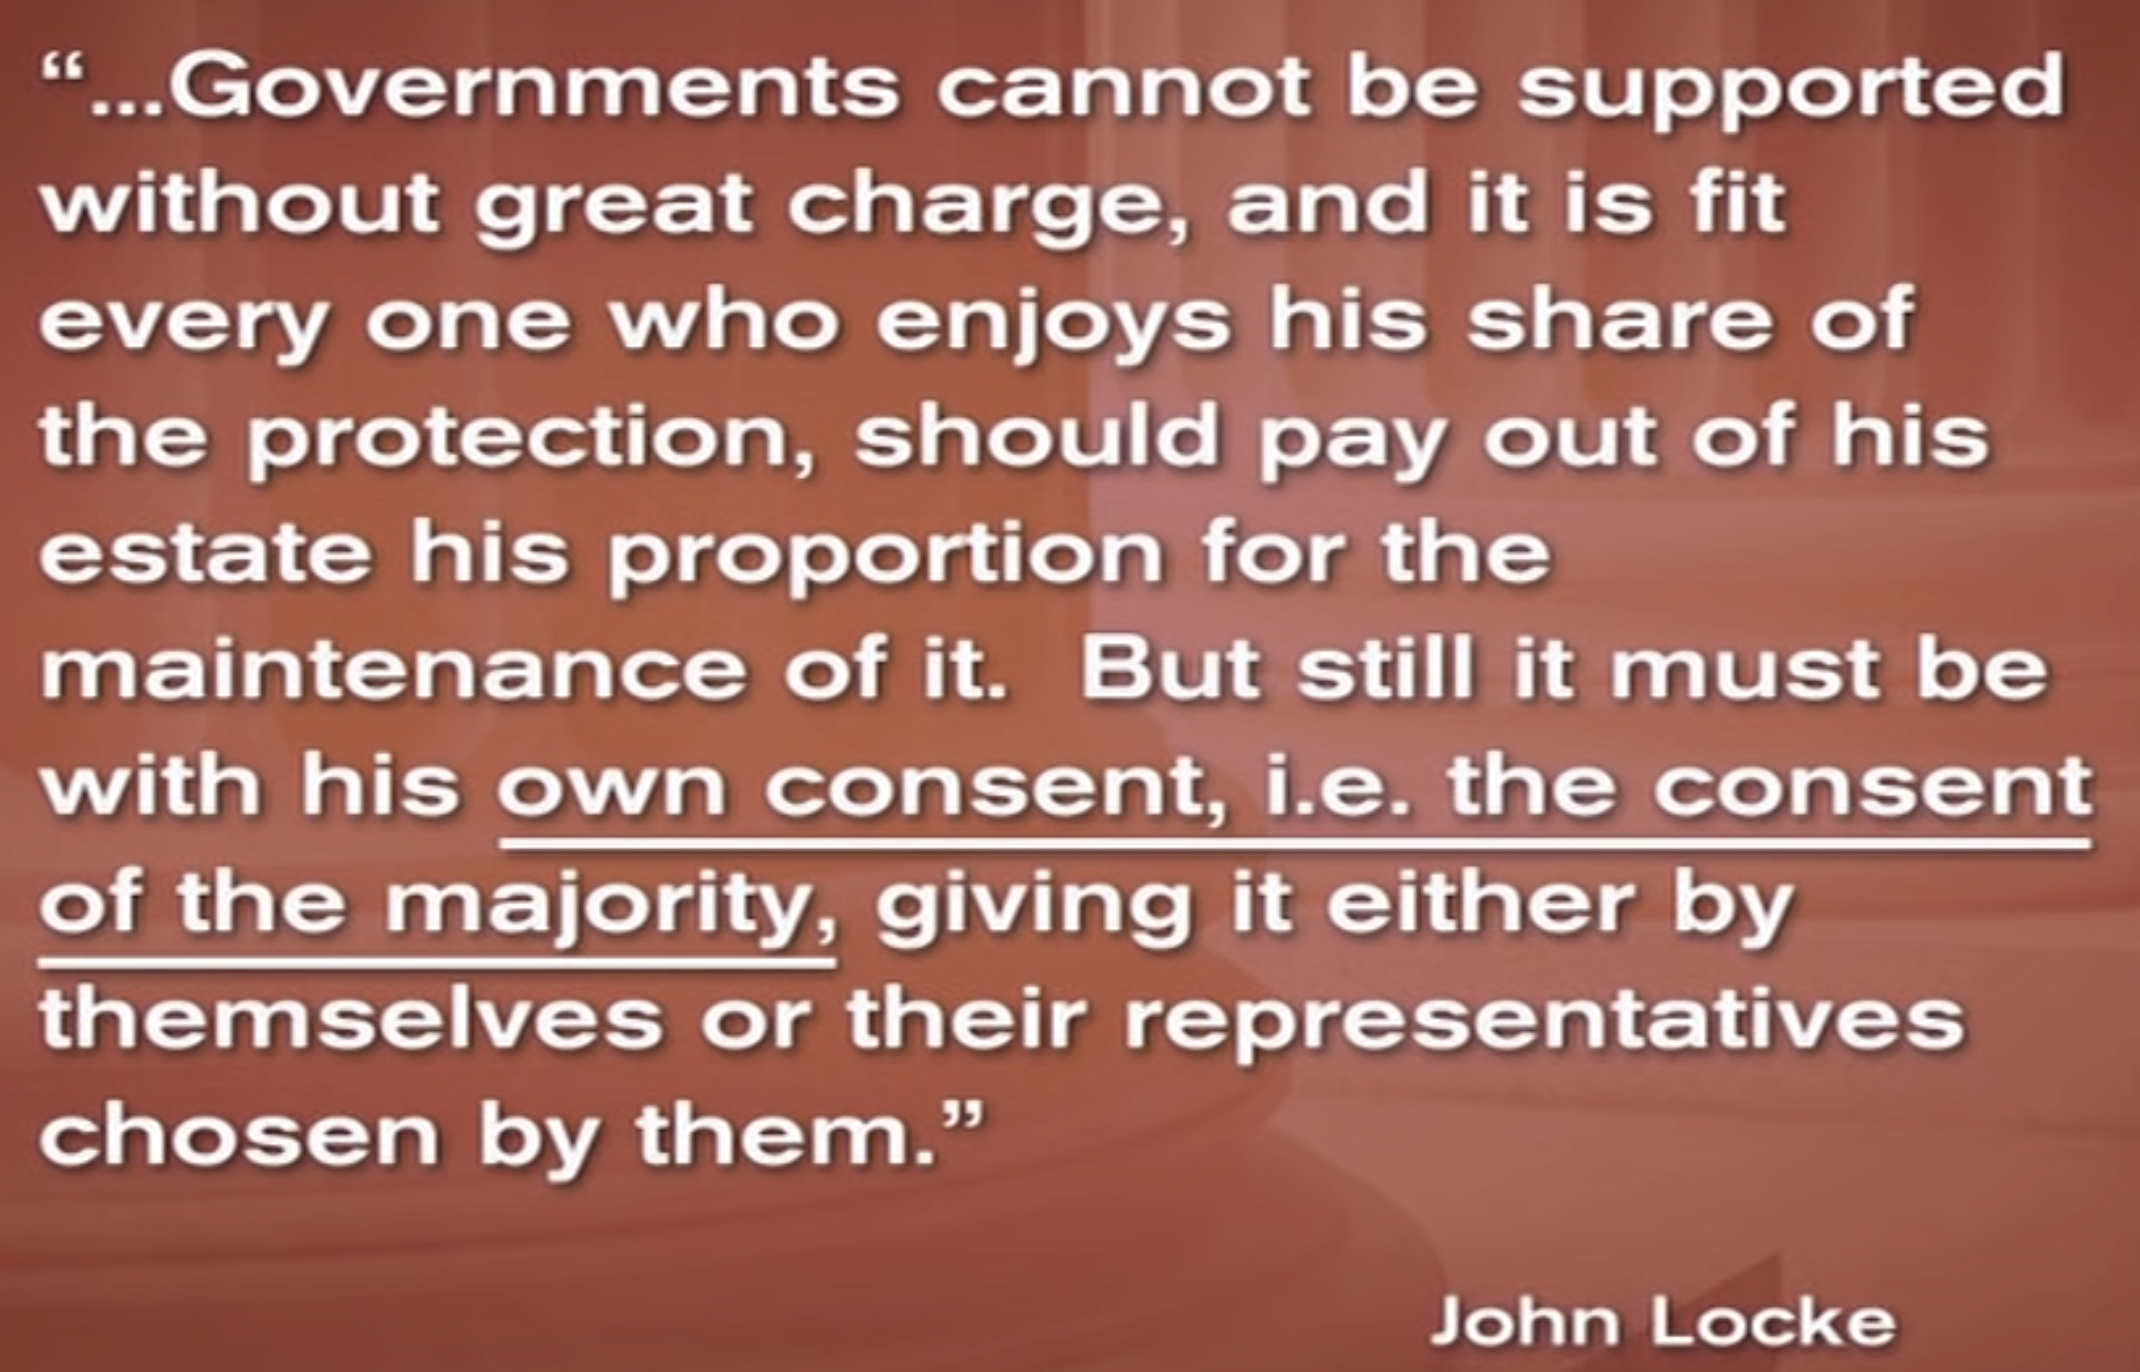 “...Governments cannot be supported
without great charge, and it is fit
every one who enjoys his share of
the protection, should pay out of his
estate his proportion for the
maintenance of it.  But still it must be
with his own consent, i.e. the consent
of the majority, giving it either by
themselves or their representatives
chosen by them.”
John Locke